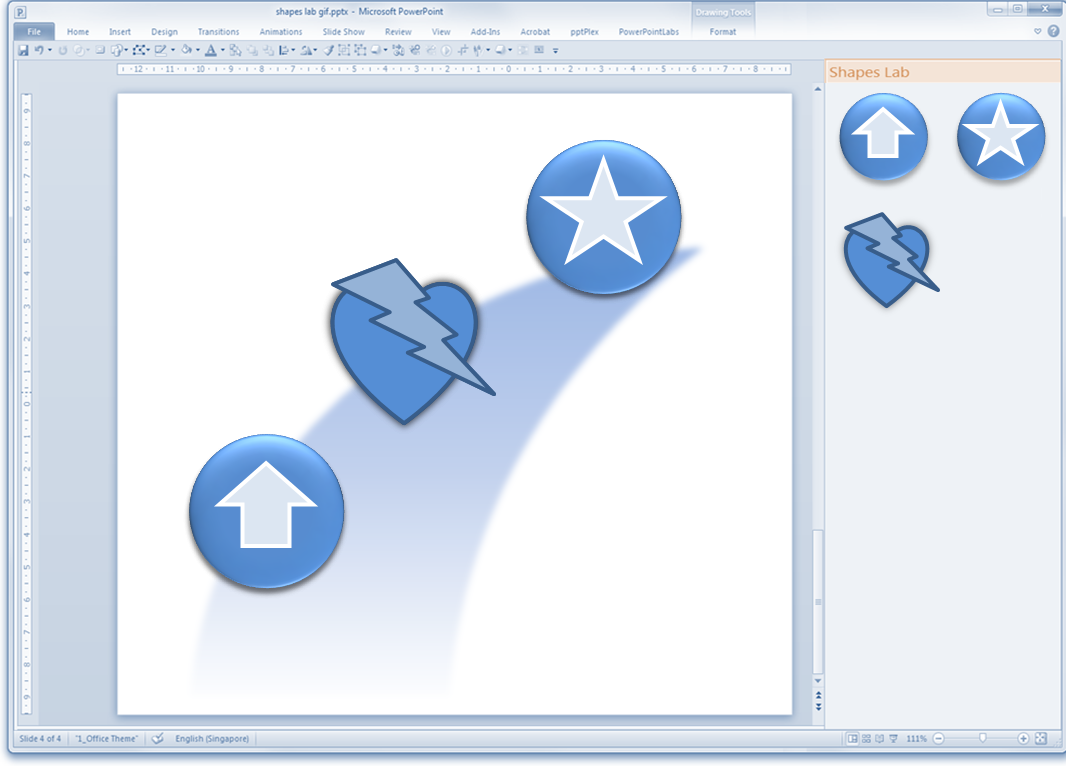 shapes lab gif.pptx - Microsoft PowerPoint
Drawing Tools
File Home Insert Design Transitions Animations Slide Show Review View Add-Ins Acrobat pptPlex PowerPointLabs Format
Shapes Lab
Slide 4 of 4 "1_Office Theme" English (Singapore) 111%